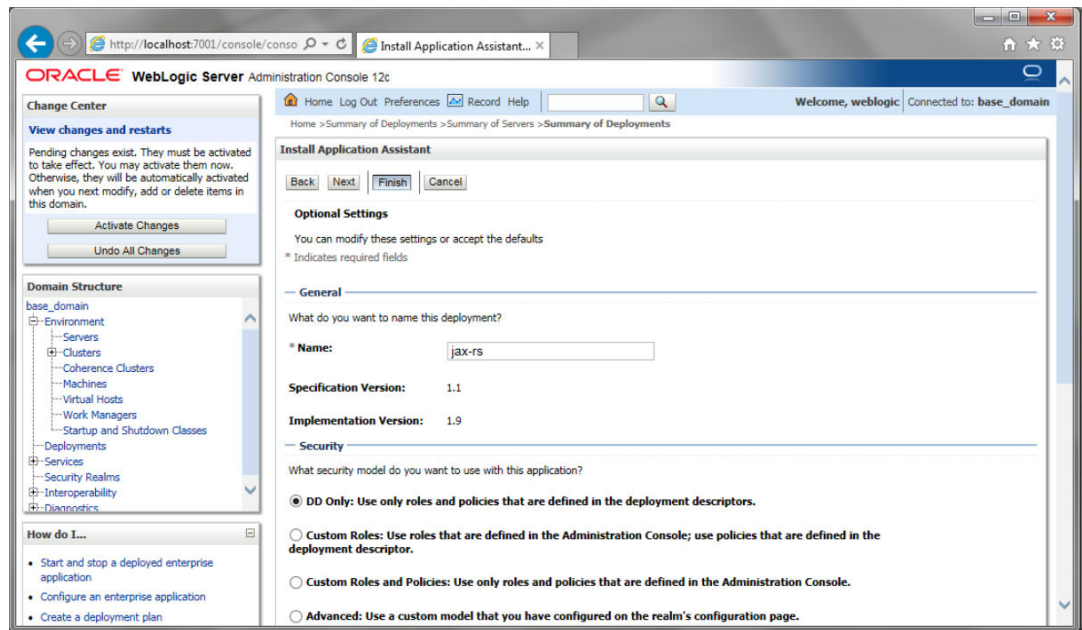 http://localhost:7001/console/conso
Install Application Assistant...
ORACLE WebLogic Server Administration Console 12c
Change Center
View changes and restarts
Pending changes exist. They must be activated
to take effect. You may activate them now.
Otherwise, they will be automatically activated
when you next modify, add or delete items in
this domain.
Activate Changes
Undo All Changes
Domain Structure
base_domain
Environment
Servers
Clusters
Coherence Clusters
Machines
Virtual Hosts
Work Managers
Startup and Shutdown Classes
Deployments
Services
Security Realms
Interoperability
Diagnostics
How do I...
Start and stop a deployed enterprise
application
Configure an enterprise application
Create a deployment plan
Home Log Out Preferences Record Help
Welcome, weblogic Connected to: base_domain
Home >Summary of Deployments >Summary of Servers >Summary of Deployments
Install Application Assistant
Back Next Finish Cancel
Optional Settings
You can modify these settings or accept the defaults
* Indicates required fields
General
What do you want to name this deployment?
* Name: jax-rs
Specification Version: 1.1
Implementation Version: 1.9
Security
What security model do you want to use with this application?
DD Only: Use only roles and policies that are defined in the deployment descriptors.
Custom Roles: Use roles that are defined in the Administration Console; use policies that are defined in the
deployment descriptor.
Custom Roles and Policies: Use only roles and policies that are defined in the Administration Console.
Advanced: Use a custom model that you have configured on the realm's configuration page.